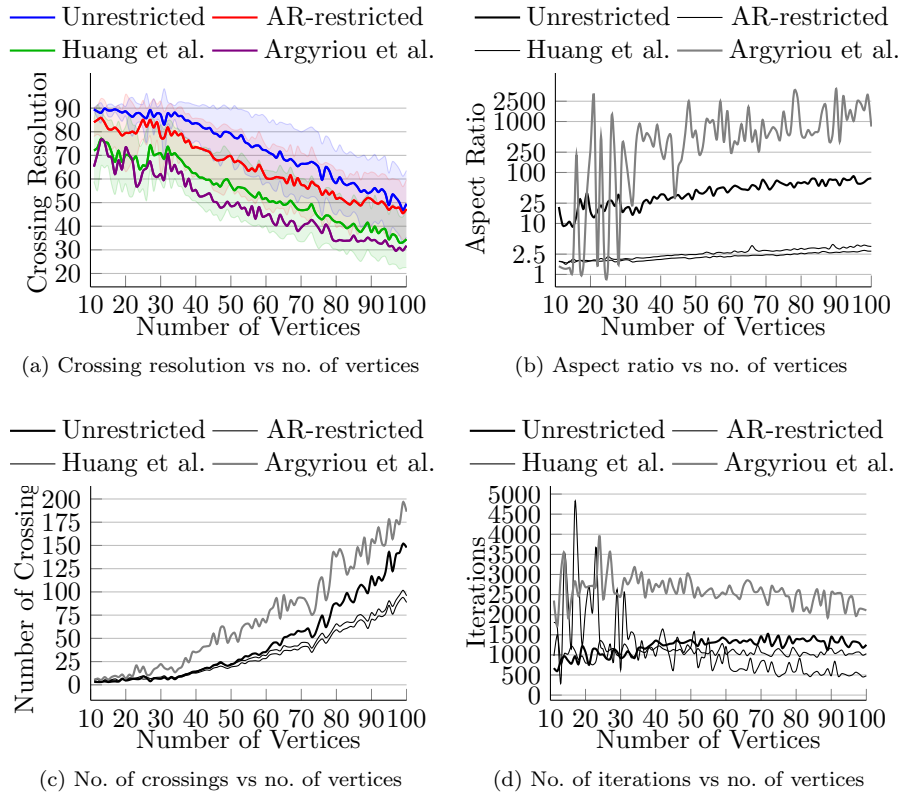 Unrestricted AR-restricted
Huang et al. Argyriou et al.
Crossing Resolution
90
80
70
60
50
40
30
20
10 20 30 40 50 60 70 80 90 100
Number of Vertices
(a) Crossing resolution vs no. of vertices
Unrestricted AR-restricted
Huang et al. Argyriou et al.
Aspect Ratio
2500
1000
250
100
25
10
2.5
1
10 20 30 40 50 60 70 80 90 100
Number of Vertices
(b) Aspect ratio vs no. of vertices
Unrestricted AR-restricted
Huang et al. Argyriou et al.
Number of Crossing
200
175
150
125
100
75
50
25
0
10 20 30 40 50 60 70 80 90 100
Number of Vertices
(c) No. of crossings vs no. of vertices
Unrestricted AR-restricted
Huang et al. Argyriou et al.
Iterations
5000
4500
4000
3500
3000
2500
2000
1500
1000
500
0
10 20 30 40 50 60 70 80 90 100
Number of Vertices
(d) No. of iterations vs no. of vertices